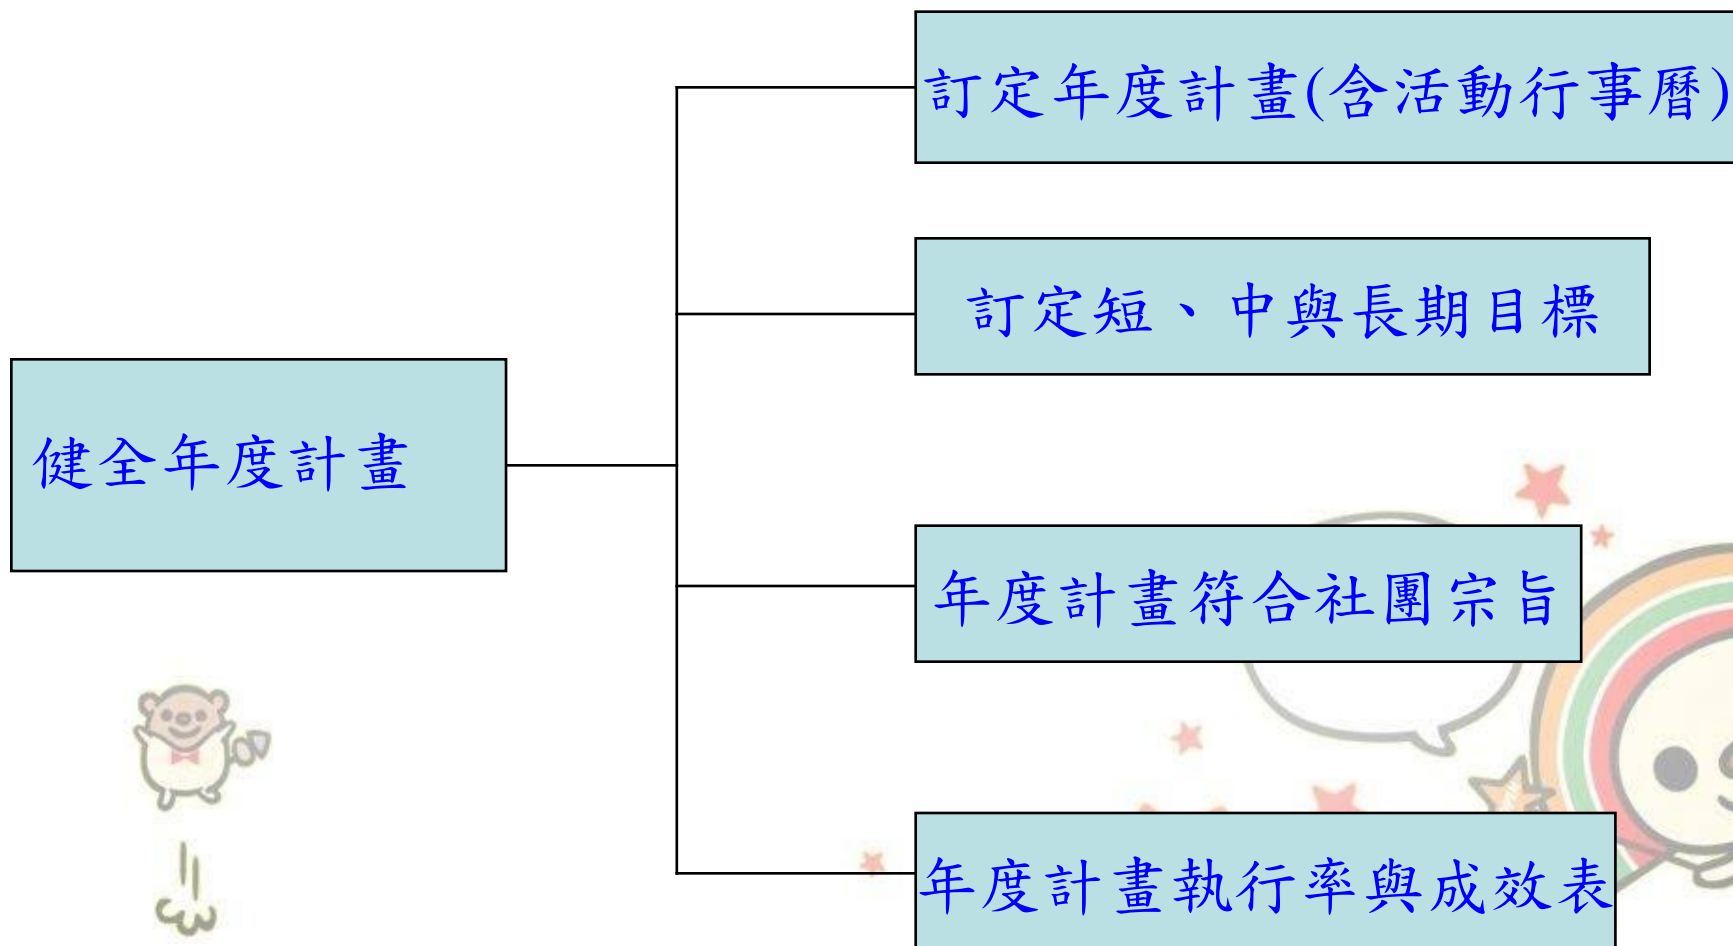 訂定年度計畫(含活動行事曆)
訂定短、中與長期目標
健全年度計畫
年度計畫符合社團宗旨
年度計畫執行率與成效表